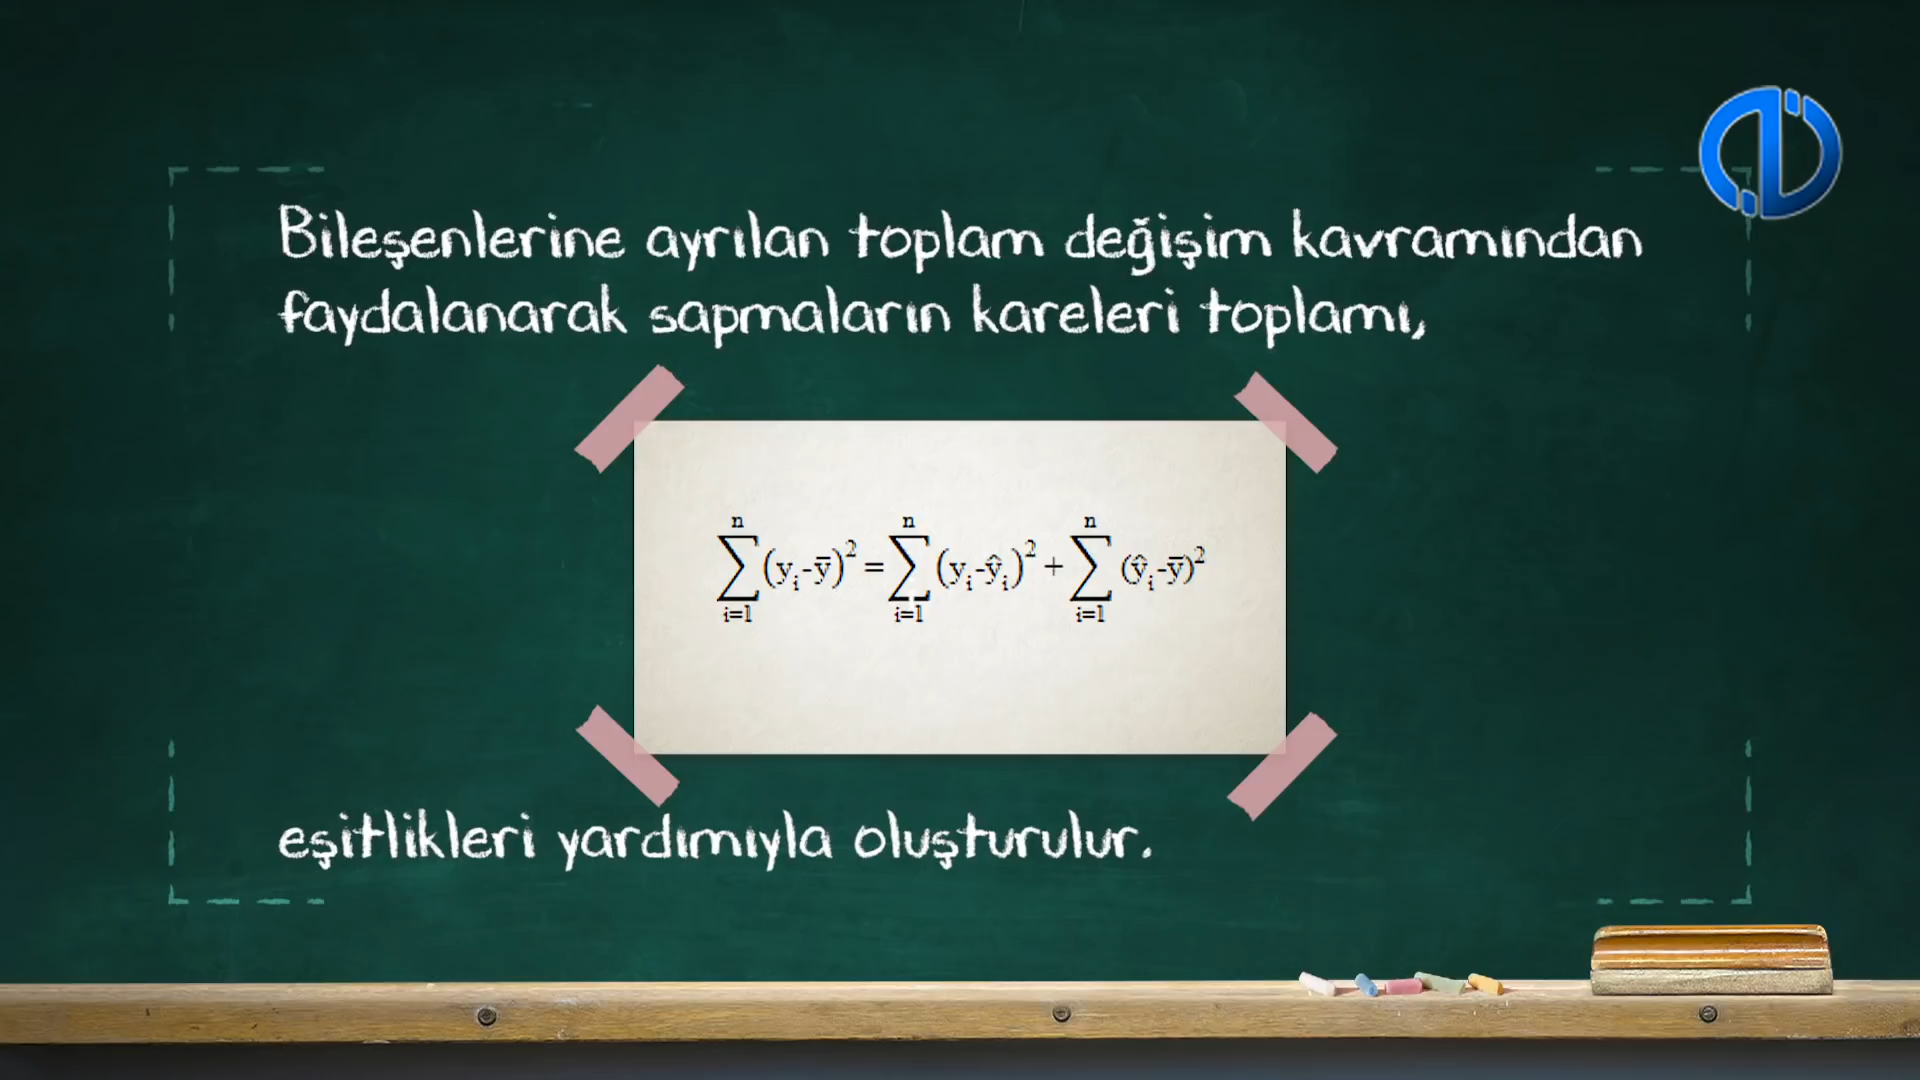 Bileşenlerine ayrılan toplam değişim kavramından
faydalanarak sapmaların kareleri toplamı,
n n n
∑(yᵢ-ȳ)² = ∑(yᵢ-ŷᵢ)² + ∑(ŷᵢ-ȳ)²
i=1 i=1 i=1
eşitlikleri yardımıyla oluşturulur.